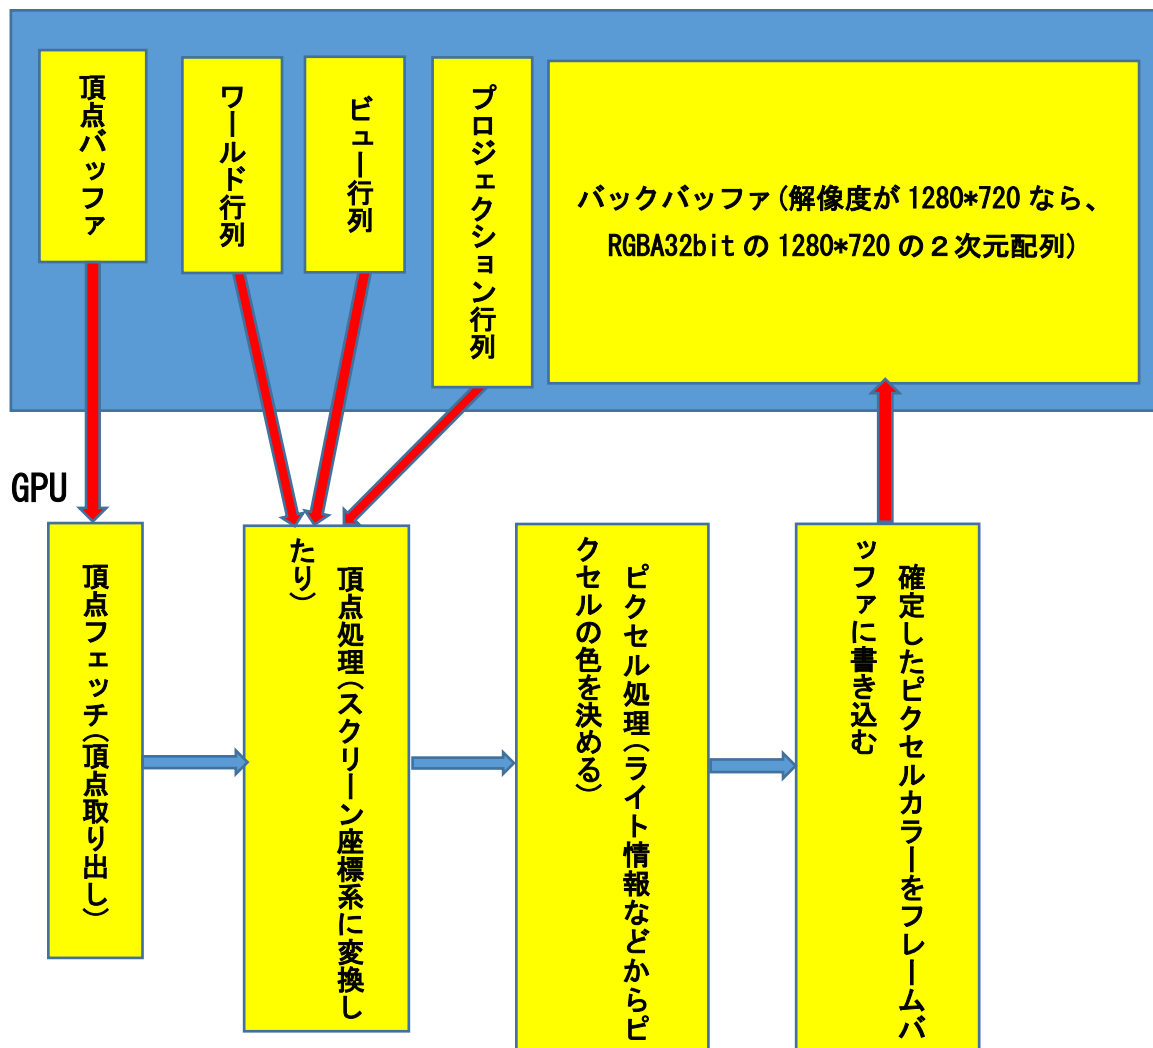 頂点バッファ
ワールド行列
ビュー行列
プロジェクション行列
バックバッファ(解像度が1280*720なら、
RGBA32bitの1280*720の２次元配列)
GPU
頂点フェッチ(頂点取り出し)
頂点処理(スクリーン座標系に変換し
たり)
ピクセル処理(ライト情報などからピ
クセルの色を決める)
確定したピクセルカラーをフレームバ
ッファに書き込む